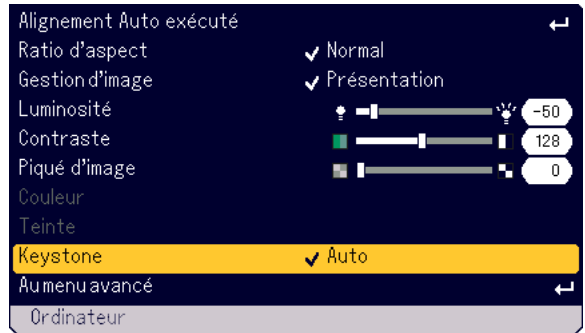 Alignement Auto exécuté
Ratio d'aspect Normal
Gestion d'image Présentation
Luminosité -50
Contraste 128
Piqué d'image 0
Couleur
Teinte
Keystone Auto
Au menu avancé
Ordinateur